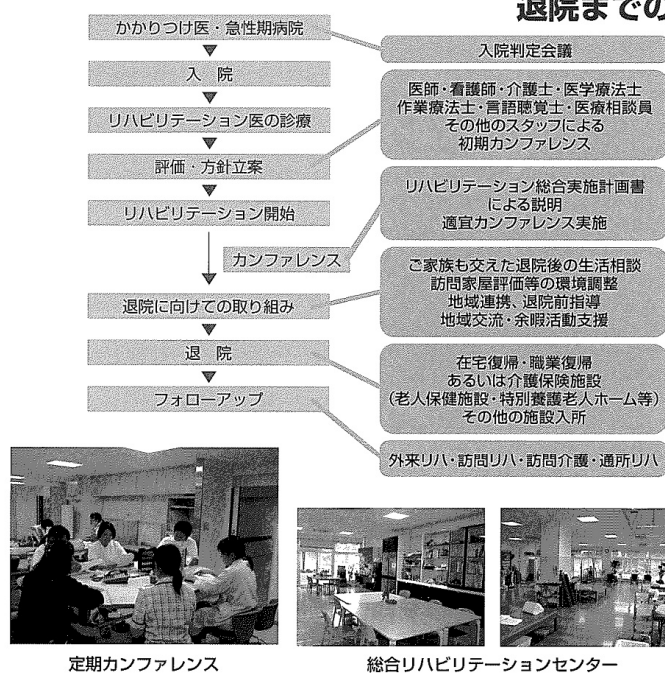 退院までの
かかりつけ医・急性期病院
入院判定会議
入 院
リハビリテーション医の診療
医師・看護師・介護士・医学療法士
作業療法士・言語聴覚士・医療相談員
その他のスタッフによる
初期カンファレンス
評価・方針立案
リハビリテーション開始
リハビリテーション総合実施計画書
による説明
適宜カンファレンス実施
カンファレンス
ご家族も交えた退院後の生活相談
訪問家屋評価等の環境調整
地域連携、退院前指導
地域交流・余暇活動支援
退院に向けての取り組み
退 院
在宅復帰・職業復帰
あるいは介護保険施設
(老人保健施設・特別養護老人ホーム等)
その他の施設入所
フォローアップ
外来リハ・訪問リハ・訪問介護・通所リハ
定期カンファレンス
総合リハビリテーションセンター